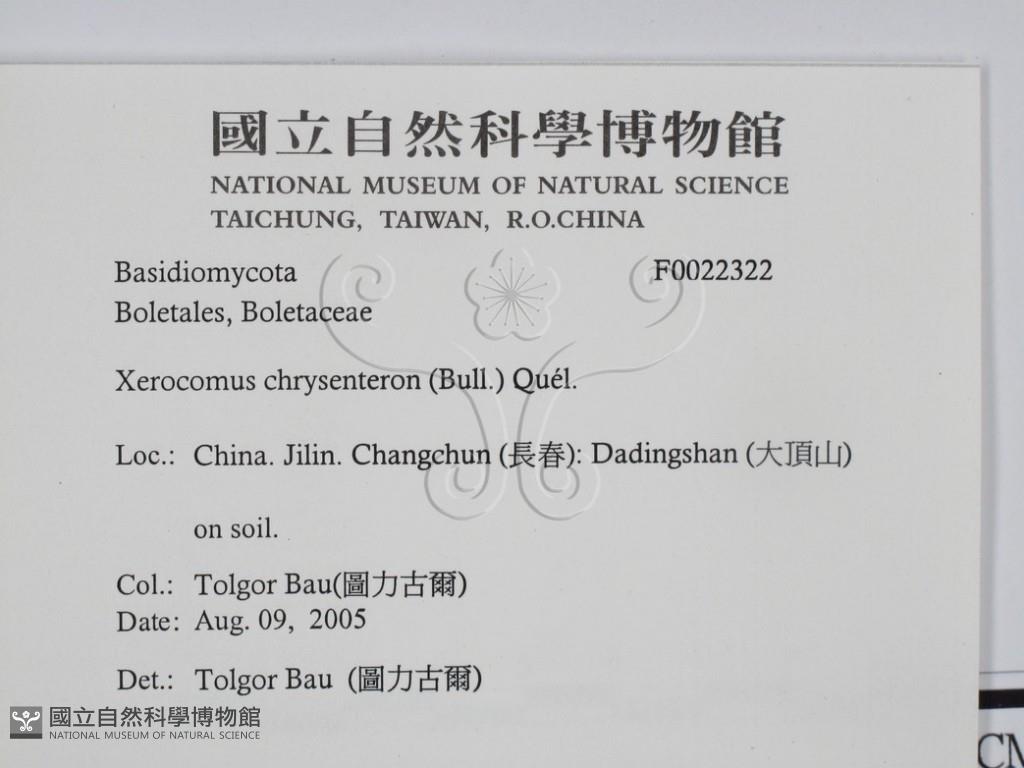 國立自然科學博物館
NATIONAL MUSEUM OF NATURAL SCIENCE
TAICHUNG, TAIWAN, R.O.CHINA
Basidiomycota F0022322
Boletales, Boletaceae
Xerocomus chrysenteron (Bull.) Quél.
Loc.: China. Jilin. Changchun (長春): Dadingshan (大頂山)
on soil.
Col.: Tolgor Bau(圖力古爾)
Date: Aug. 09, 2005
Det.: Tolgor Bau (圖力古爾)
國立自然科學博物館
NATIONAL MUSEUM OF NATURAL SCIENCE